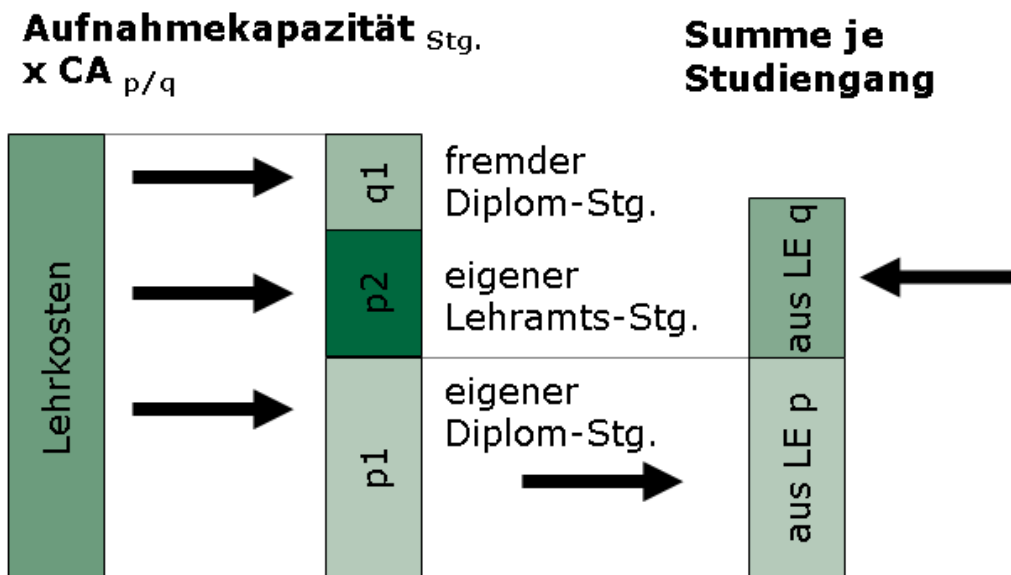 Aufnahmekapazität Stg.
x CA p/q
Summe je
Studiengang
Lehrkosten
q1
fremder
Diplom-Stg.
p2
eigener
Lehramts-Stg.
p1
eigener
Diplom-Stg.
aus LE q
aus LE p